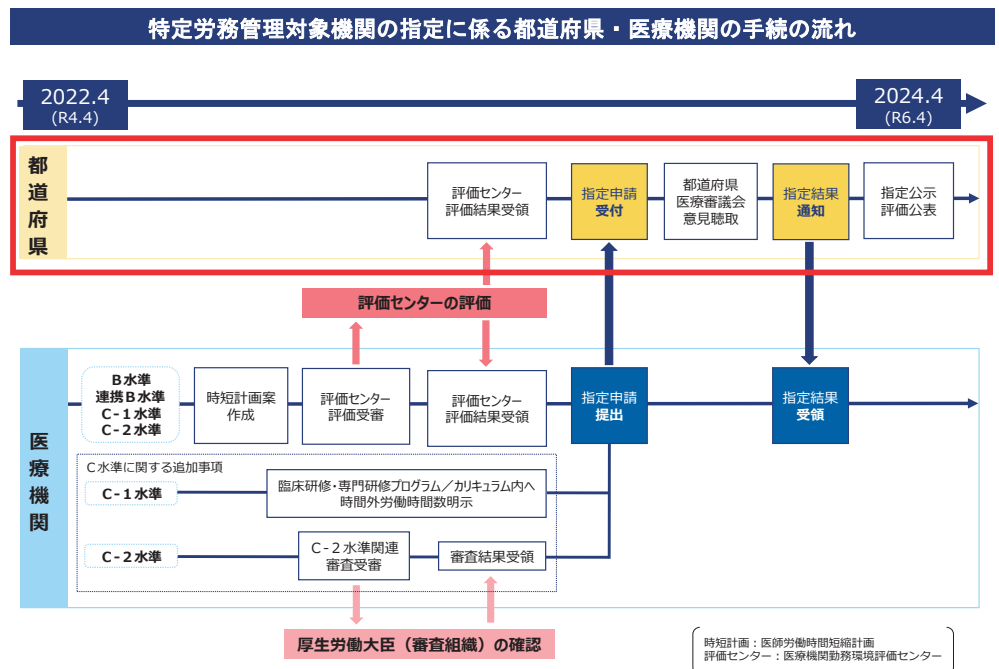 特定労務管理対象機関の指定に係る都道府県・医療機関の手続の流れ
2022.4
(R4.4)
2024.4
(R6.4)
都道府県
評価センター
評価結果受領
指定申請
受付
都道府県
医療審議会
意見聴取
指定結果
通知
指定公示
評価公表
評価センターの評価
医療機関
B水準
連携B水準
C-1水準
C-2水準
時短計画案
作成
評価センター
評価受審
評価センター
評価結果受領
指定申請
提出
指定結果
受領
C水準に関する追加事項
C-1水準
臨床研修・専門研修プログラム／カリキュラム内へ
時間外労働時間数明示
C-2水準
C-2水準関連
審査受審
審査結果受領
厚生労働大臣（審査組織）の確認
時短計画：医師労働時間短縮計画
評価センター：医療機関勤務環境評価センター